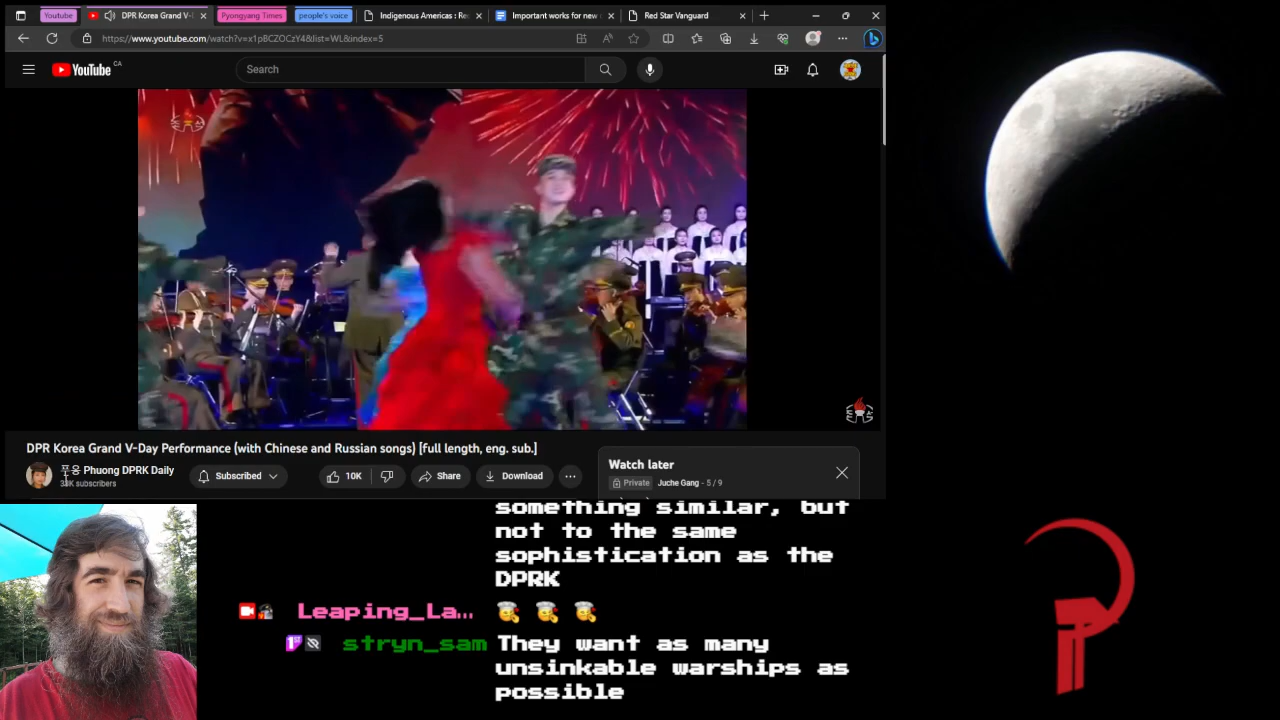 Youtube
DPR Korea Grand V-
Pyongyang Times
people's voice
Indigenous Americas : Re
Important works for new
Red Star Vanguard
https://www.youtube.com/watch?v=x1pBCZOCzY4&list=WL&index=5
YouTube CA
Search
DPR Korea Grand V-Day Performance (with Chinese and Russian songs) [full length, eng. sub.]
Watch later
Phuong DPRK Daily
Subscribed
10K
Share
Download
subscribers
Private Juche Gang - 5 / 9
something similar, but
not to the same
sophistication as the
DPRK
Leaping_La...
stryn_sam They want as many
unsinkable warships as
possible